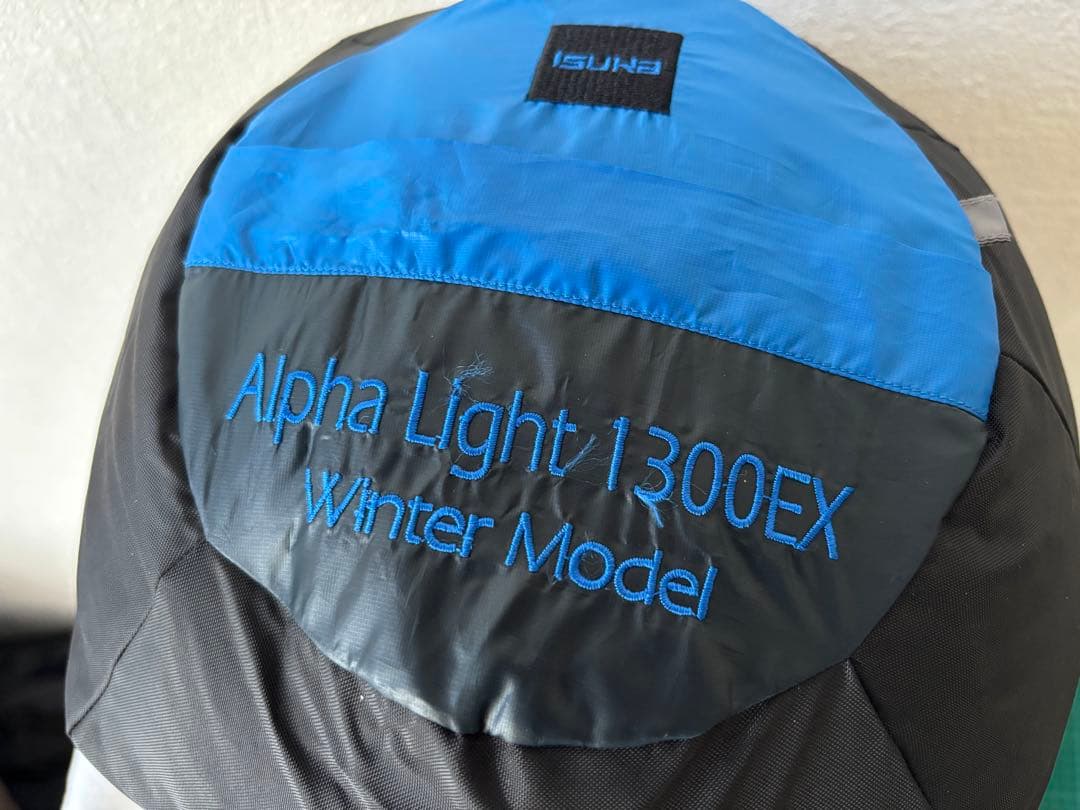 ISUKA
Alpha Light 1300EX
Winter Model